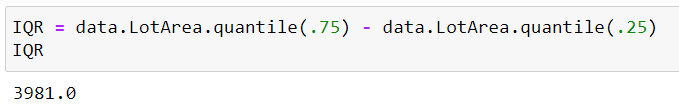 IQR = data.LotArea.quantile(.75) - data.LotArea.quantile(.25)
IQR
3981.0